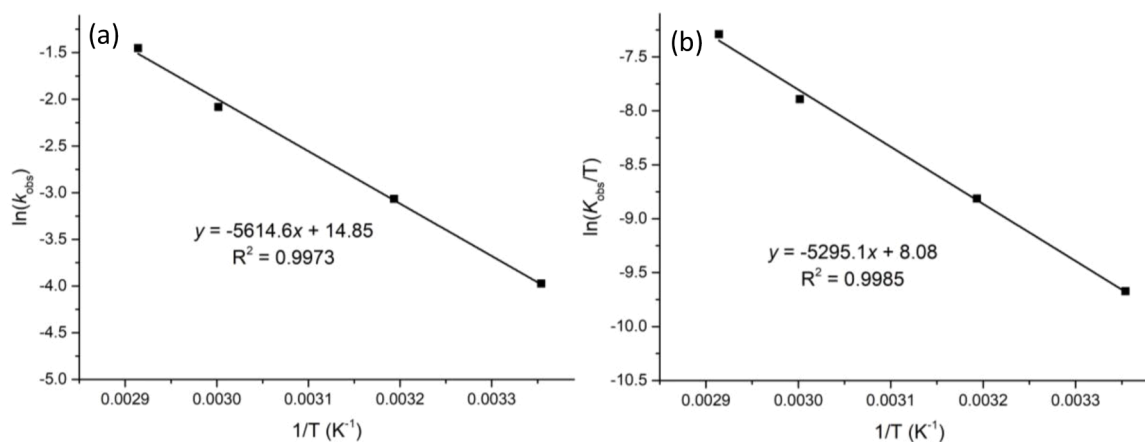 (a)
-1.5
-2.0
-2.5
-3.0
-3.5
-4.0
-4.5
-5.0
ln(k_obs)
y = -5614.6x + 14.85
R² = 0.9973
0.0029 0.0030 0.0031 0.0032 0.0033
1/T (K⁻¹)
(b)
-7.5
-8.0
-8.5
-9.0
-9.5
-10.0
-10.5
ln(K_obs/T)
y = -5295.1x + 8.08
R² = 0.9985
0.0029 0.0030 0.0031 0.0032 0.0033
1/T (K⁻¹)